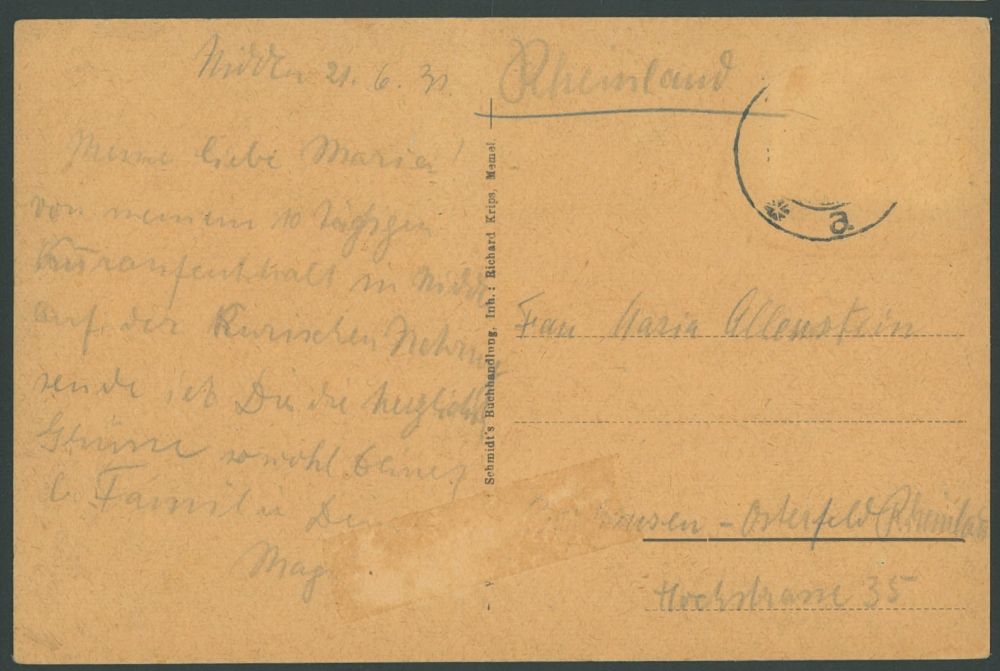 Nidden 21. 6. 31.
Meine liebe Maria!
von meinem 10 tägigen
Kuraufenthalt in Nidden
auf der Kurischen Nehrung
sende ich Dir die herzlichsten
Grüsse sowohl Deiner
l. Familie
Rheinland
Schmidt's Buchhandlung, Inh.: Richard Krips, Memel
a
Frau Maria Allenstein
- Osterfeld (Rheinland
Hochstrasse 35